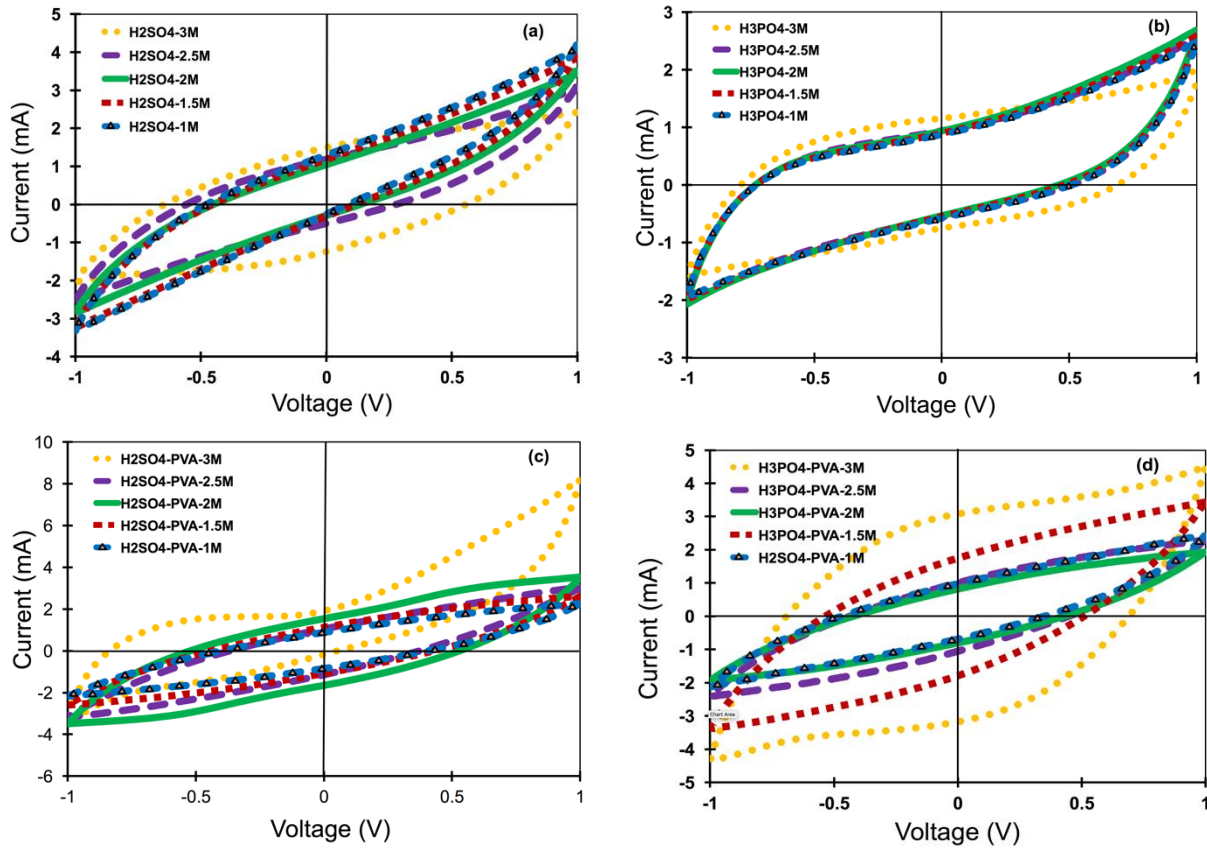 (a)
H2SO4-3M
H2SO4-2.5M
H2SO4-2M
H2SO4-1.5M
H2SO4-1M
5
4
3
2
1
0
-1
-2
-3
-4
-1
-0.5
0
0.5
1
Current (mA)
Voltage (V)
(b)
H3PO4-3M
H3PO4-2.5M
H3PO4-2M
H3PO4-1.5M
H3PO4-1M
3
2
1
0
-1
-2
-3
-1
-0.5
0
0.5
1
Current (mA)
Voltage (V)
(c)
H2SO4-PVA-3M
H2SO4-PVA-2.5M
H2SO4-PVA-2M
H2SO4-PVA-1.5M
H2SO4-PVA-1M
10
8
6
4
2
0
-2
-4
-6
-1
-0.5
0
0.5
1
Current (mA)
Voltage (V)
(d)
H3PO4-PVA-3M
H3PO4-PVA-2.5M
H3PO4-PVA-2M
H3PO4-PVA-1.5M
H2SO4-PVA-1M
5
4
3
2
1
0
-1
-2
-3
-4
-5
Chart Area
-1
-0.5
0
0.5
1
Current (mA)
Voltage (V)